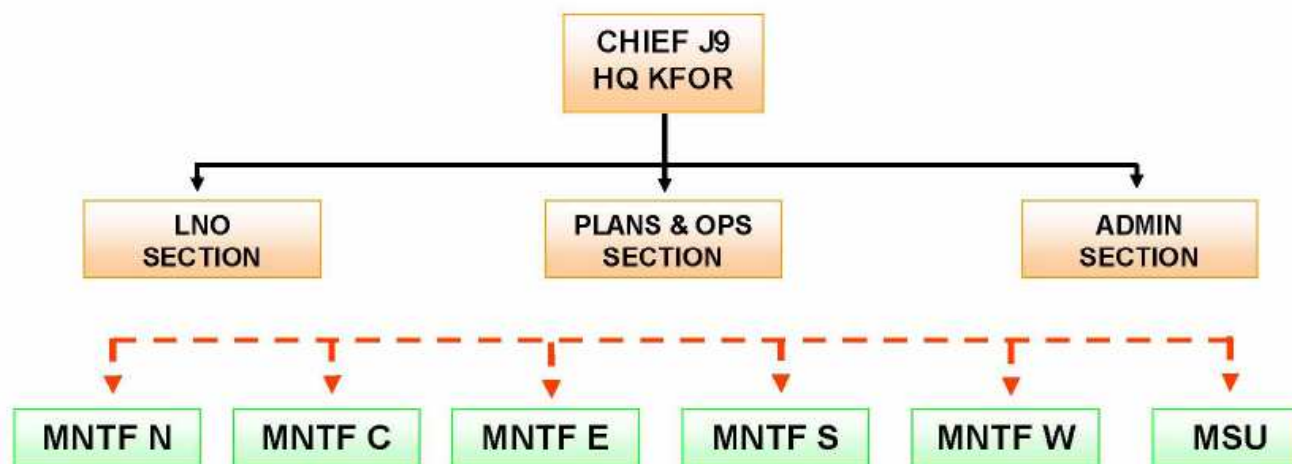 CHIEF J9
HQ KFOR
LNO
SECTION
PLANS & OPS
SECTION
ADMIN
SECTION
MNTF N
MNTF C
MNTF E
MNTF S
MNTF W
MSU